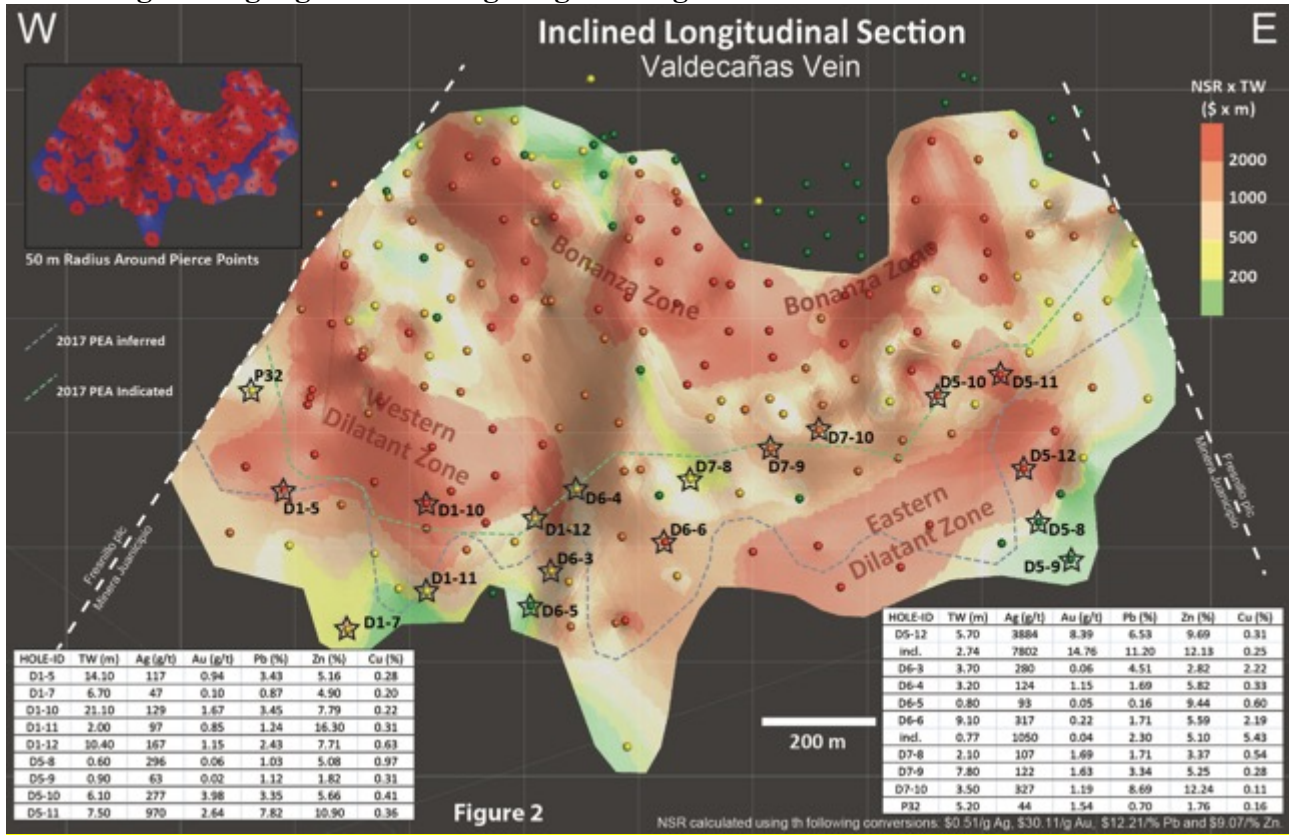 W
Inclined Longitudinal Section
E
Valdecañas Vein
NSR x TW
($ x m)
2000
1000
500
200
50 m Radius Around Pierce Points
Bonanza Zone
Bonanza Zone
2017 PEA inferred
2017 PEA Indicated
P32
D5-10
D5-11
Western
Dilatant Zone
D7-10
D7-9
D7-8
D5-12
D6-4
D1-5
D1-10
D1-12
D6-6
Eastern
Dilatant Zone
D5-8
D5-9
D6-3
D1-11
D6-5
D1-7
Fresnillo plc
Minera Juanicipio
Fresnillo plc
Minera Juanicipio
HOLE-ID TW (m) Ag (g/t) Au (g/t) Pb (%) Zn (%) Cu (%)
D1-5 14.10 117 0.94 3.43 5.16 0.28
D1-7 6.70 47 0.10 0.87 4.90 0.20
D1-10 21.10 129 1.67 3.45 7.79 0.22
D1-11 2.00 97 0.85 1.24 16.30 0.31
D1-12 10.40 167 1.15 2.43 7.71 0.63
D5-8 0.60 296 0.06 1.03 5.08 0.97
D5-9 0.90 63 0.02 1.12 1.82 0.31
D5-10 6.10 277 3.98 3.35 5.66 0.41
D5-11 7.50 970 2.64 7.82 10.90 0.36
200 m
HOLE-ID TW (m) Ag (g/t) Au (g/t) Pb (%) Zn (%) Cu (%)
D5-12 5.70 3884 8.39 6.53 9.69 0.31
incl. 2.74 7802 14.76 11.20 12.13 0.25
D6-3 3.70 280 0.06 4.51 2.82 2.22
D6-4 3.20 124 1.15 1.69 5.82 0.33
D6-5 0.80 93 0.05 0.16 9.44 0.60
D6-6 9.10 317 0.22 1.71 5.59 2.19
incl. 0.77 1050 0.04 2.30 5.10 5.43
D7-8 2.10 107 1.69 1.71 3.37 0.54
D7-9 7.80 122 1.63 3.34 5.25 0.28
D7-10 3.50 327 1.19 8.69 12.24 0.11
P32 5.20 44 1.54 0.70 1.76 0.16
Figure 2
NSR calculated using th following conversions: $0.51/g Ag, $30.11/g Au, $12.21/% Pb and $9.07/% Zn.